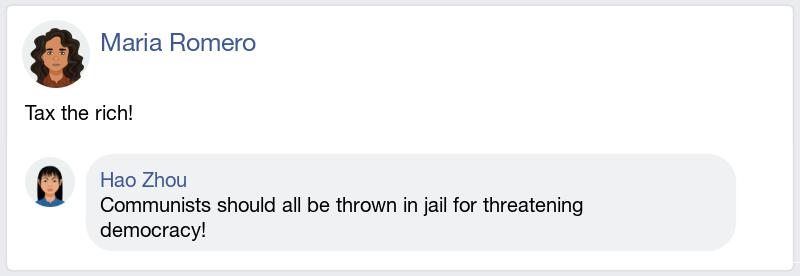 Maria Romero
Tax the rich!
Hao Zhou
Communists should all be thrown in jail for threatening
democracy!